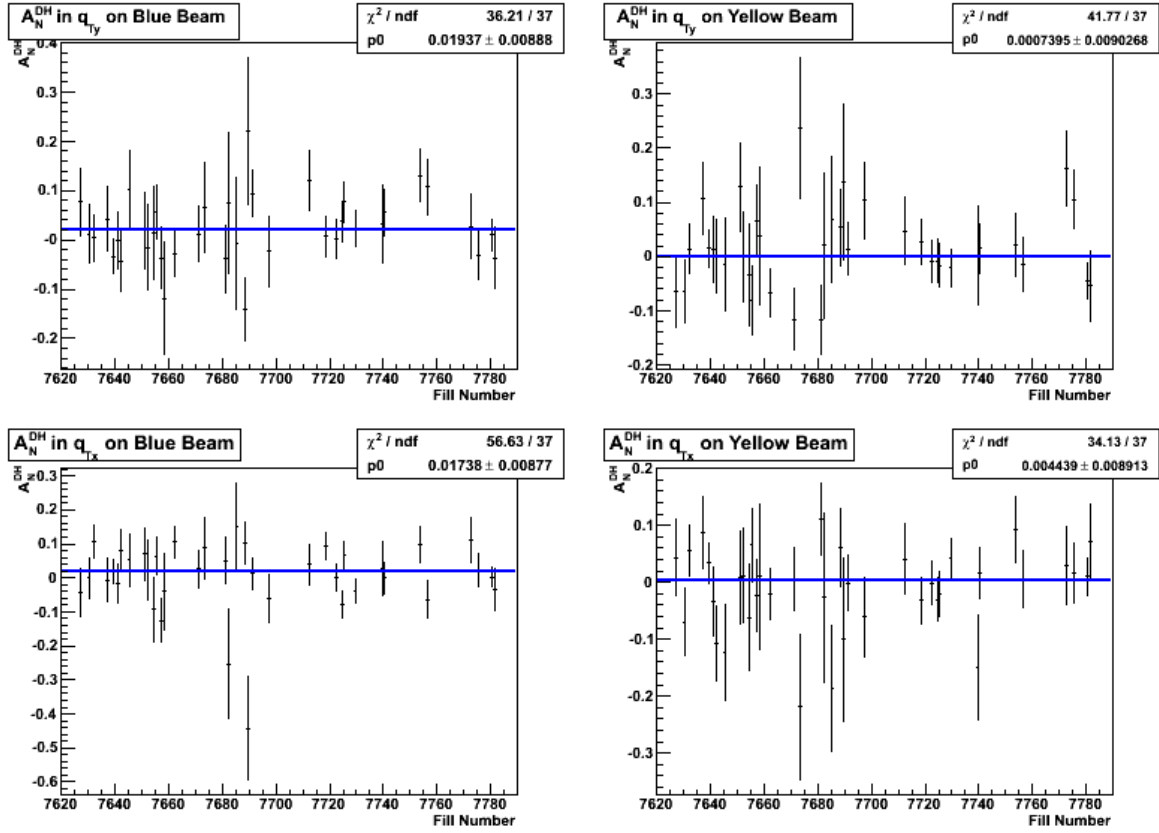 A_N^DH in q_Ty on Blue Beam
χ² / ndf 36.21 / 37
p0 0.01937 ± 0.00888
A_N^DH
0.4
0.3
0.2
0.1
-0
-0.1
-0.2
7620 7640 7660 7680 7700 7720 7740 7760 7780
Fill Number
A_N^DH in q_Ty on Yellow Beam
χ² / ndf 41.77 / 37
p0 0.0007395 ± 0.0090268
A_N^DH
0.3
0.2
0.1
0
-0.1
-0.2
7620 7640 7660 7680 7700 7720 7740 7760 7780
Fill Number
A_N^DH in q_Tx on Blue Beam
χ² / ndf 56.63 / 37
p0 0.01738 ± 0.00877
A_N^DH
0.3
0.2
0.1
0
-0.1
-0.2
-0.3
-0.4
-0.5
-0.6
7620 7640 7660 7680 7700 7720 7740 7760 7780
Fill Number
A_N^DH in q_Tx on Yellow Beam
χ² / ndf 34.13 / 37
p0 0.004439 ± 0.008913
A_N^DH
0.2
0.1
0
-0.1
-0.2
-0.3
7620 7640 7660 7680 7700 7720 7740 7760 7780
Fill Number